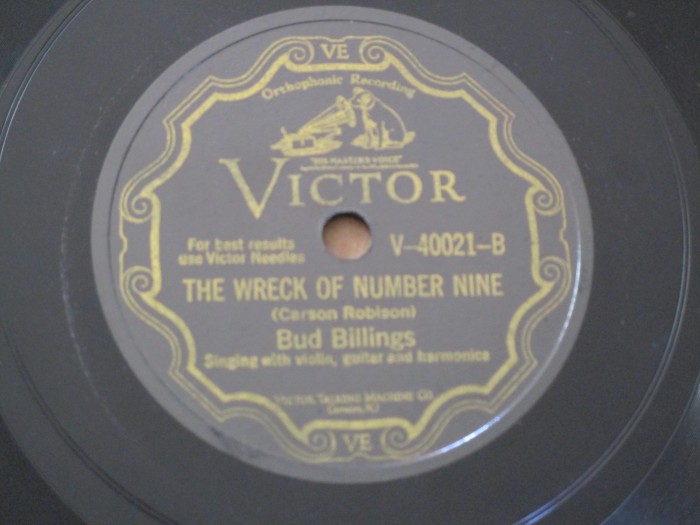 VE
Orthophonic Recording
"HIS MASTER'S VOICE"
VICTOR
For best results
use Victor Needles
V-40021-B
THE WRECK OF NUMBER NINE
(Carson Robison)
Bud Billings
Singing with violin, guitar and harmonica
VICTOR TALKING MACHINE CO.
Camden, N.J.
VE